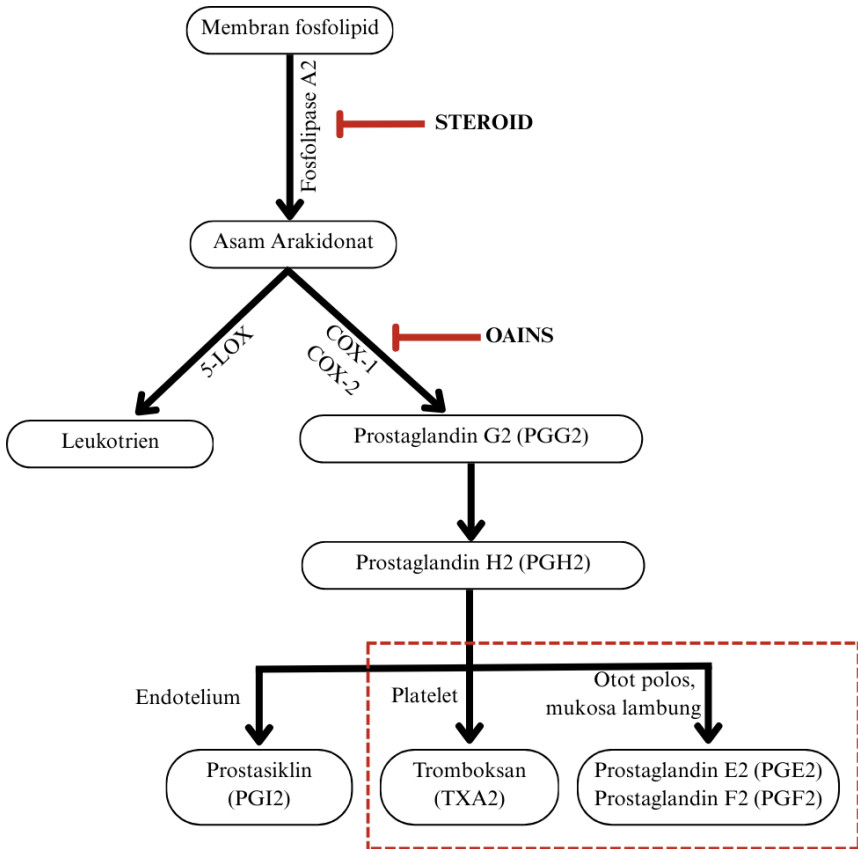 Membran fosfolipid
Fosfolipase A2
STEROID
Asam Arakidonat
5-LOX
COX-1
COX-2
OAINS
Leukotrien
Prostaglandin G2 (PGG2)
Prostaglandin H2 (PGH2)
Endotelium
Platelet
Otot polos,
mukosa lambung
Prostasiklin
(PGI2)
Tromboksan
(TXA2)
Prostaglandin E2 (PGE2)
Prostaglandin F2 (PGF2)